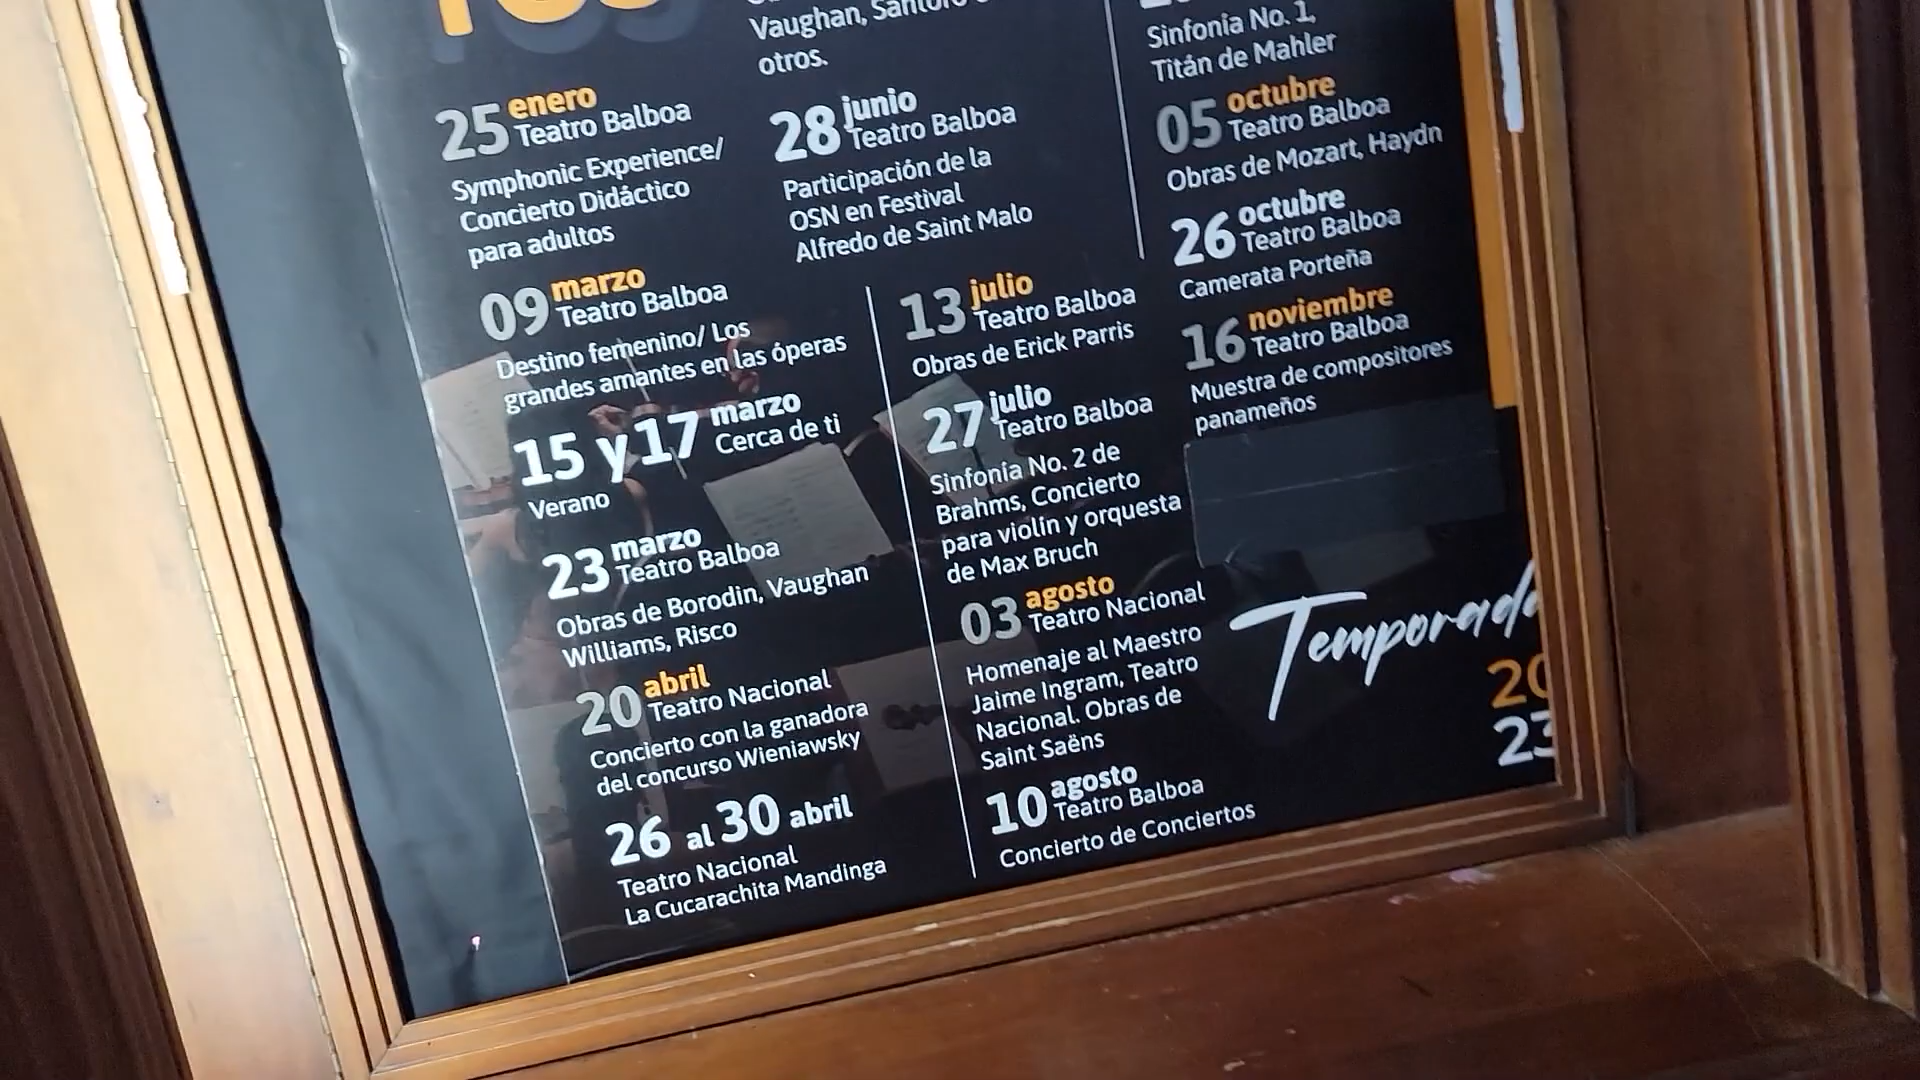 Vaughan,
otros.
25 enero
Teatro Balboa
Symphonic Experience/
Concierto Didáctico
para adultos
09 marzo
Teatro Balboa
Destino femenino/ Los
grandes amantes en las óperas
15 y 17 marzo
Cerca de ti
Verano
23 marzo
Teatro Balboa
Obras de Borodin, Vaughan
Williams, Risco
20 abril
Teatro Nacional
Concierto con la ganadora
del concurso Wieniawsky
26 al 30 abril
Teatro Nacional
La Cucarachita Mandinga
28 junio
Teatro Balboa
Participación de la
OSN en Festival
Alfredo de Saint Malo
13 julio
Teatro Balboa
Obras de Erick Parris
27 julio
Teatro Balboa
Sinfonía No. 2 de
Brahms, Concierto
para violín y orquesta
de Max Bruch
03 agosto
Teatro Nacional
Homenaje al Maestro
Jaime Ingram, Teatro
Nacional. Obras de
Saint Saëns
10 agosto
Teatro Balboa
Concierto de Conciertos
Sinfonía No. 1,
Titán de Mahler
05 octubre
Teatro Balboa
Obras de Mozart, Haydn
26 octubre
Teatro Balboa
Camerata Porteña
16 noviembre
Teatro Balboa
Muestra de compositores
panameños
Temporada
20
23